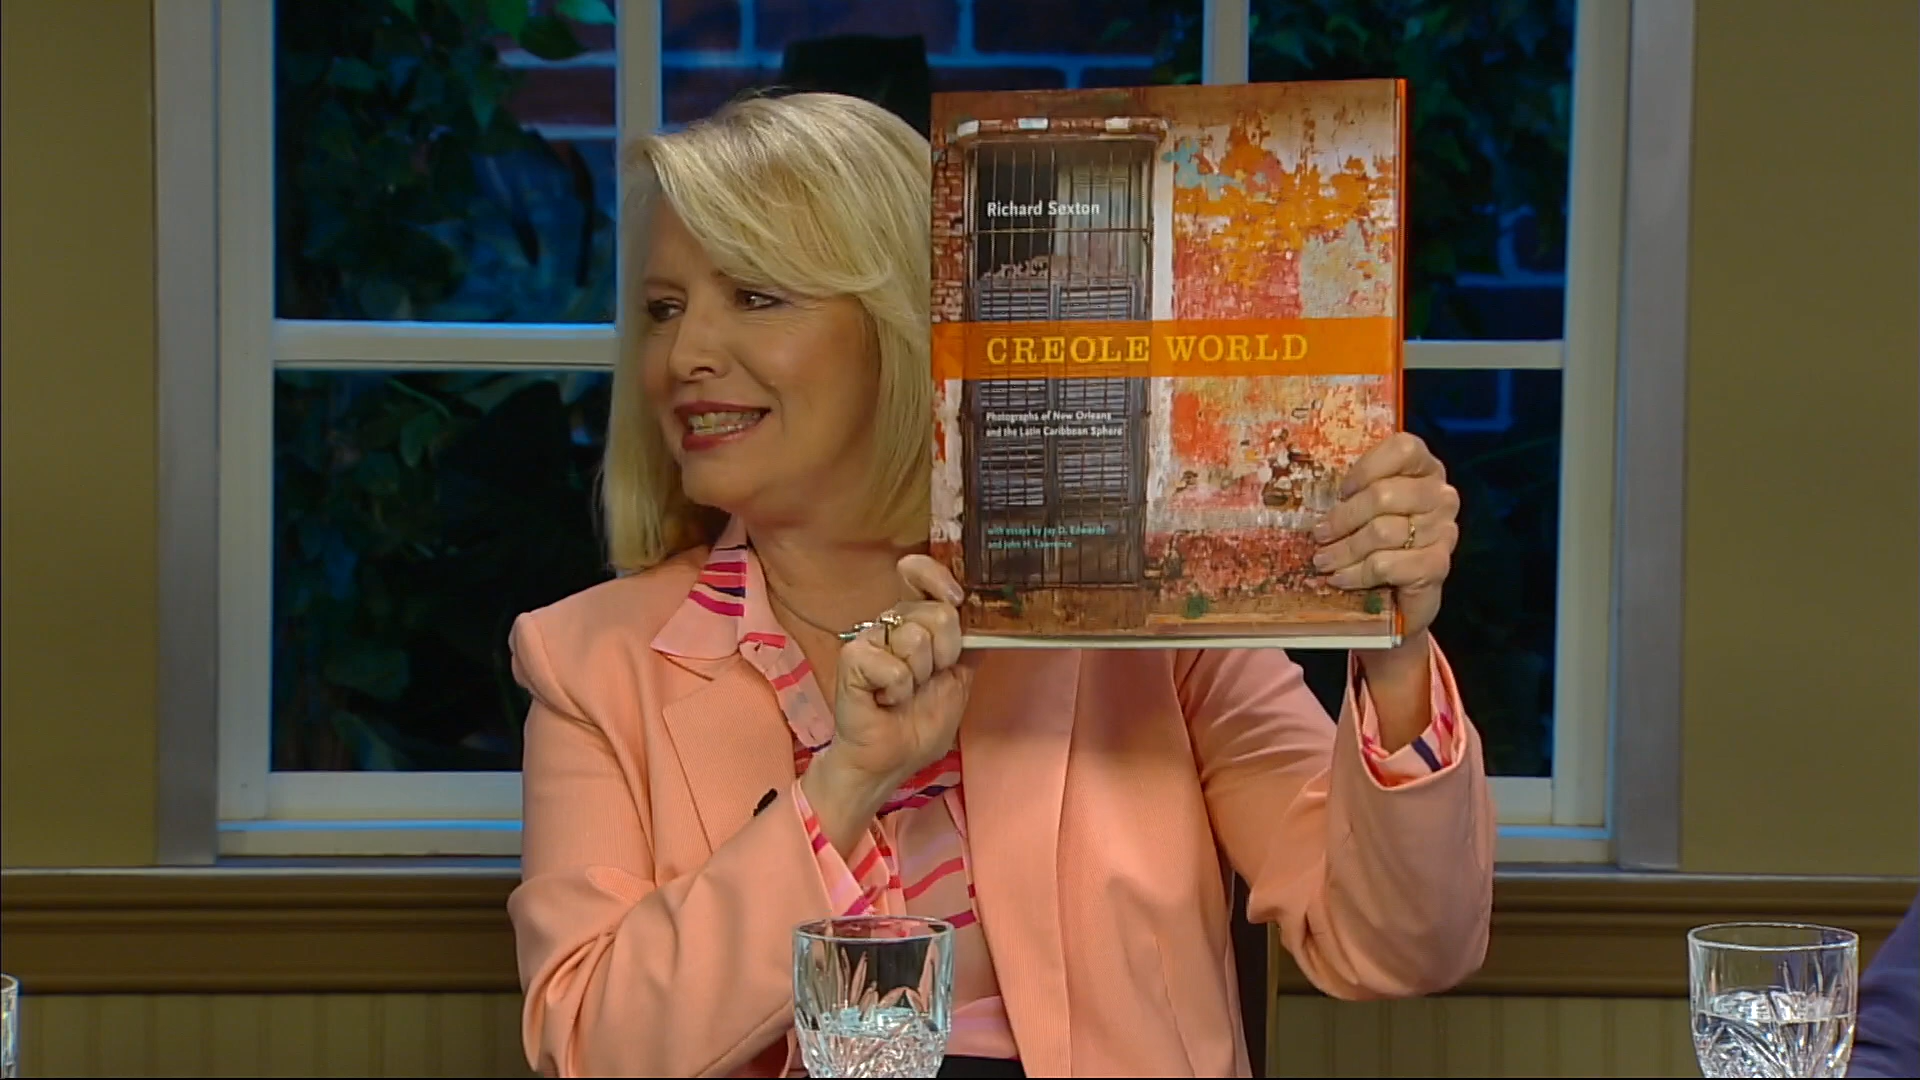 Richard Sexton
CREOLE WORLD
Photographs of New Orleans
and the Latin Caribbean Sphere
with essays by Jay D. Edwards
and John H. Lawrence